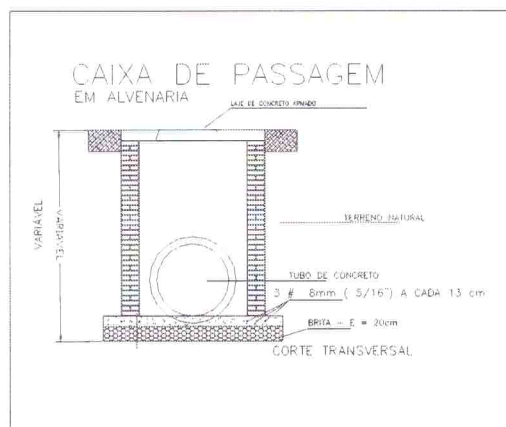 CAIXA DE PASSAGEM
EM ALVENARIA
LAJE DE CONCRETO ARMADO
VARIÁVEL
VARIAVEL
TERRENO NATURAL
TUBO DE CONCRETO
3 # 8mm ( 5/16") A CADA 13 cm
BRITA - E = 20cm
CORTE TRANSVERSAL